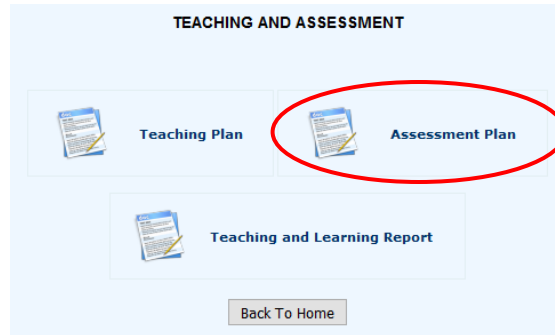 TEACHING AND ASSESSMENT
Teaching Plan
Assessment Plan
Teaching and Learning Report
Back To Home